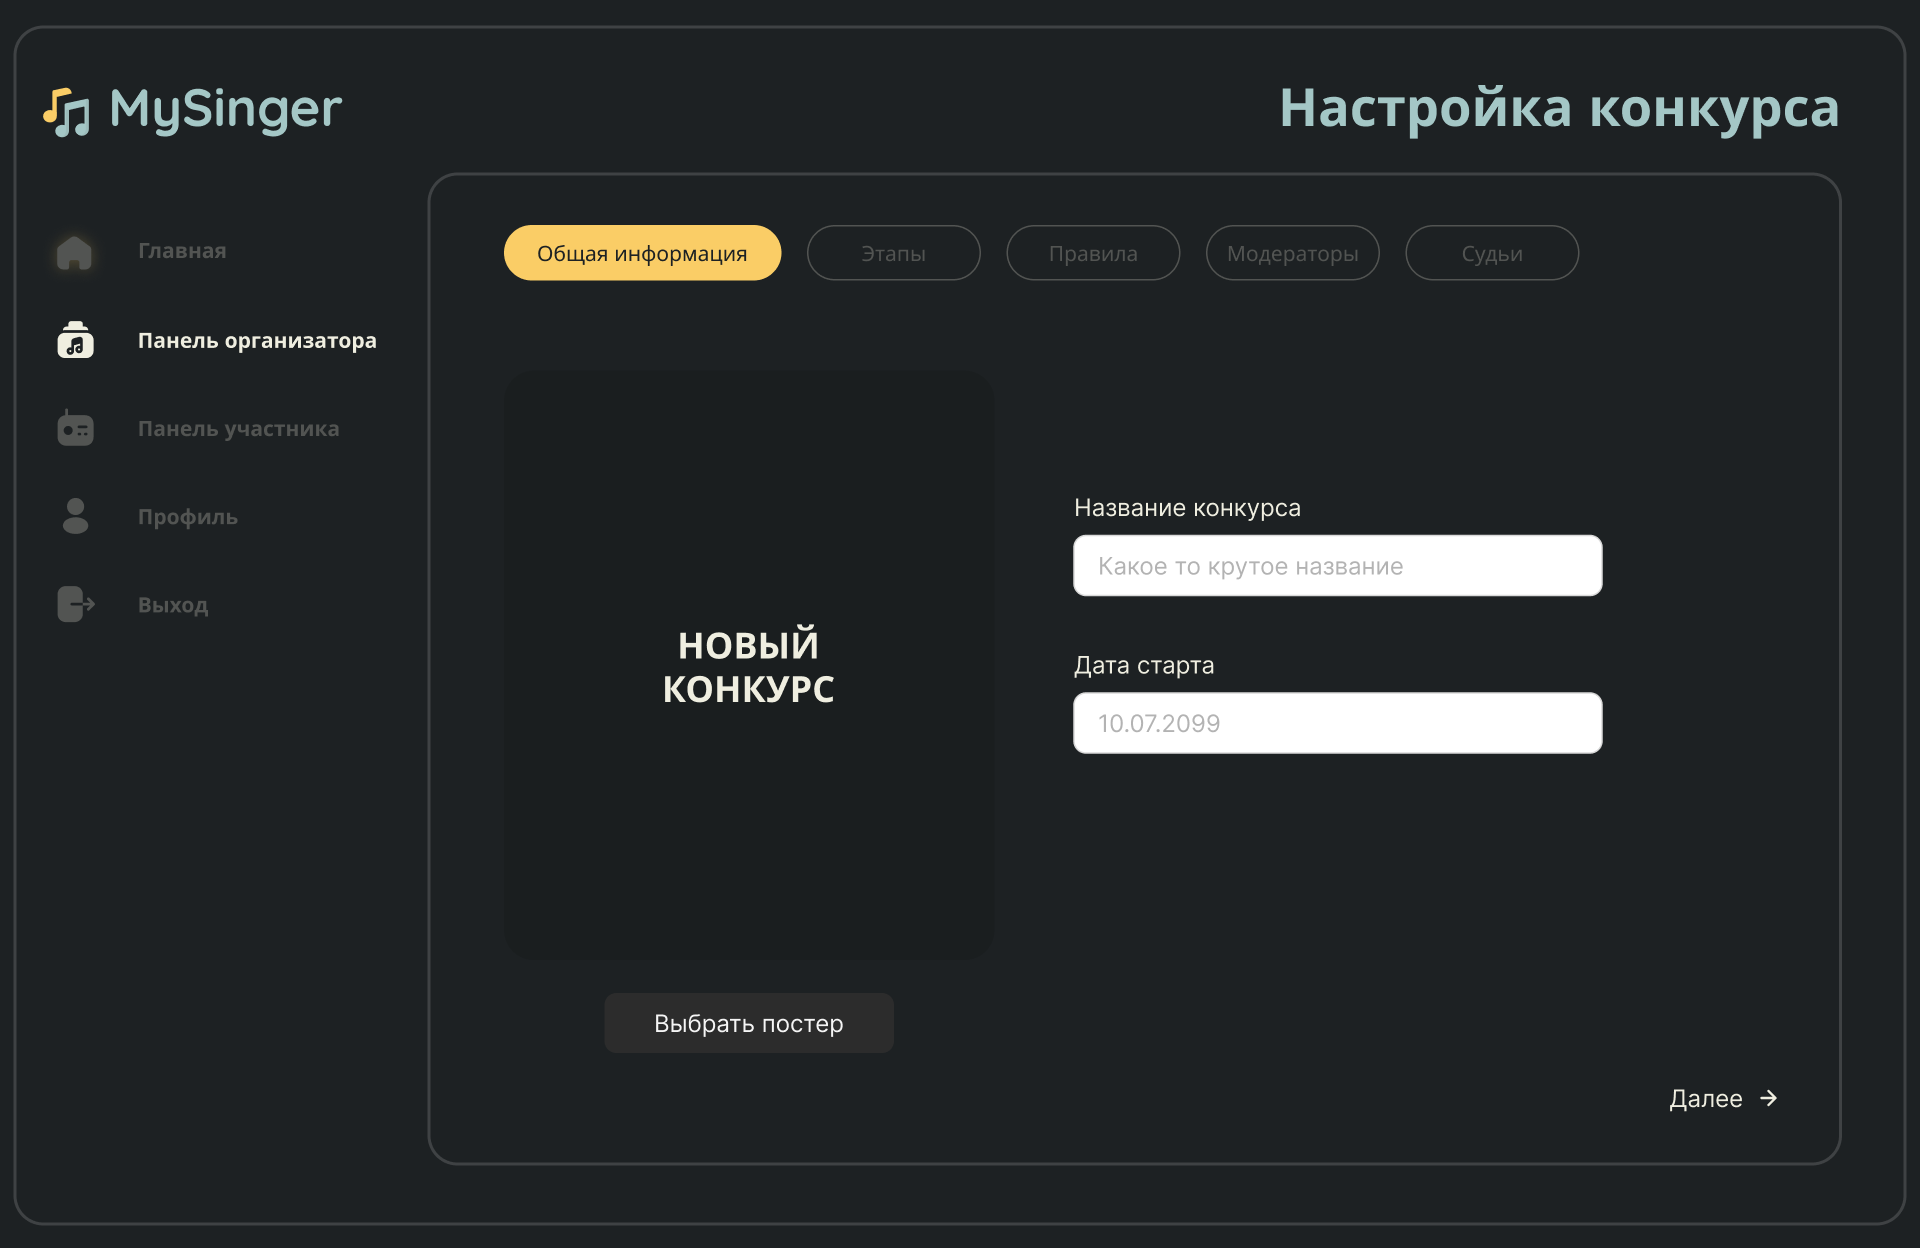 MySinger
Настройка конкурса
Главная
Панель организатора
Панель участника
Профиль
Выход
Общая информация
Этапы
Правила
Модераторы
Судьи
НОВЫЙ
КОНКУРС
Выбрать постер
Название конкурса
Какое то крутое название
Дата старта
10.07.2099
Далее →